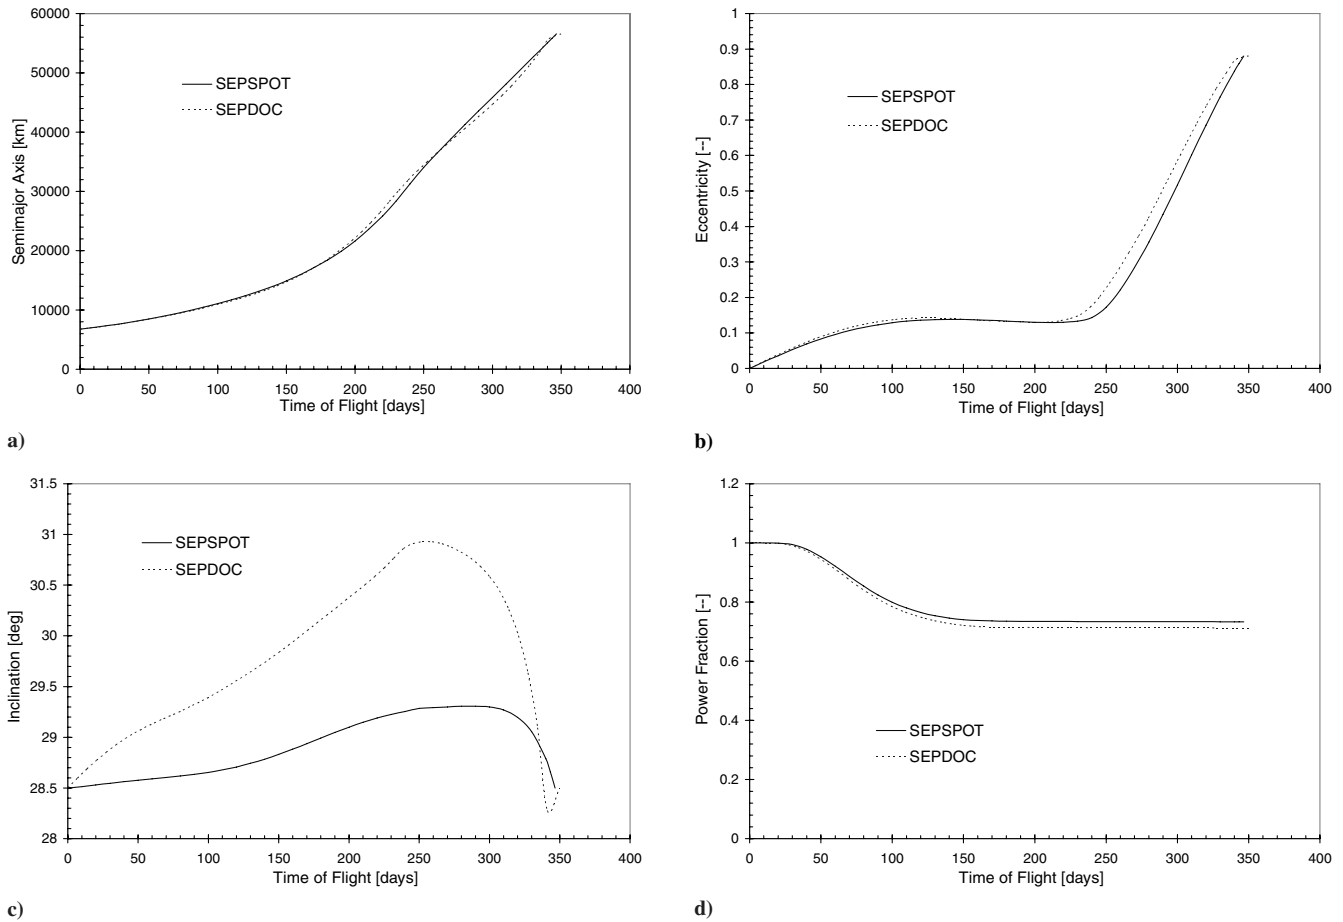 60000
50000
40000
30000
20000
10000
0
Semimajor Axis [km]
SEPSPOT
SEPDOC
0 50 100 150 200 250 300 350 400
Time of Flight [days]
a)
1
0.9
0.8
0.7
0.6
0.5
0.4
0.3
0.2
0.1
0
Eccentricity [--]
SEPSPOT
SEPDOC
0 50 100 150 200 250 300 350 400
Time of Flight [days]
b)
31.5
31
30.5
30
29.5
29
28.5
28
Inclination [deg]
SEPSPOT
SEPDOC
0 50 100 150 200 250 300 350 400
Time of Flight [days]
c)
1.2
1
0.8
0.6
0.4
0.2
0
Power Fraction [--]
SEPSPOT
SEPDOC
0 50 100 150 200 250 300 350 400
Time of Flight [days]
d)